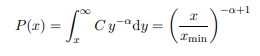 P(x) = ∫_x^∞ C y^{-α} dy = (x / x_min)^{-α+1}